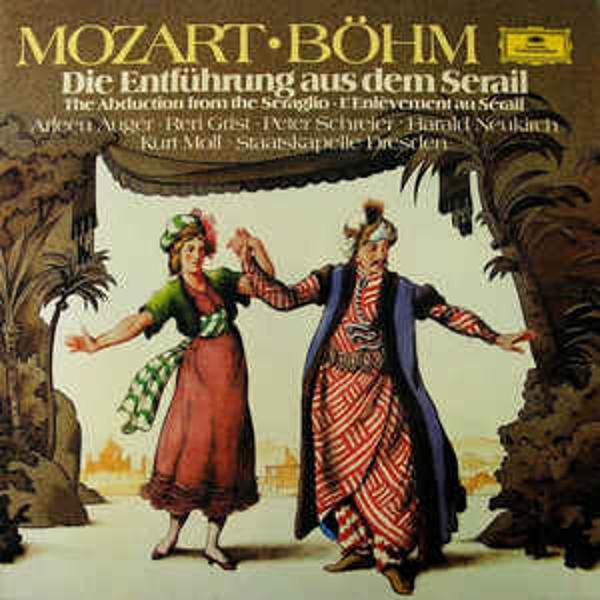 MOZART · BÖHM
Die Entführung aus dem Serail
The Abduction from the Seraglio · L'Enlèvement au Sérail
Arleen Auger · Reri Grist · Peter Schreier · Harald Neukirch
Kurt Moll · Staatskapelle Dresden